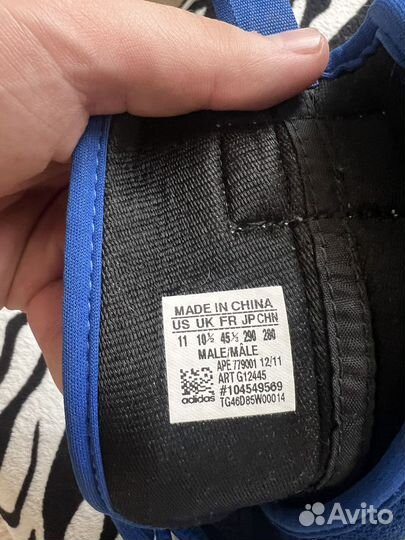 MADE IN CHINA
US UK FR JP CHN
11 10½ 45⅓ 290 280
MALE/MÂLE
APE 779001 12/11
ART G12445
#104549569
adidas TG46D85W00014
Avito